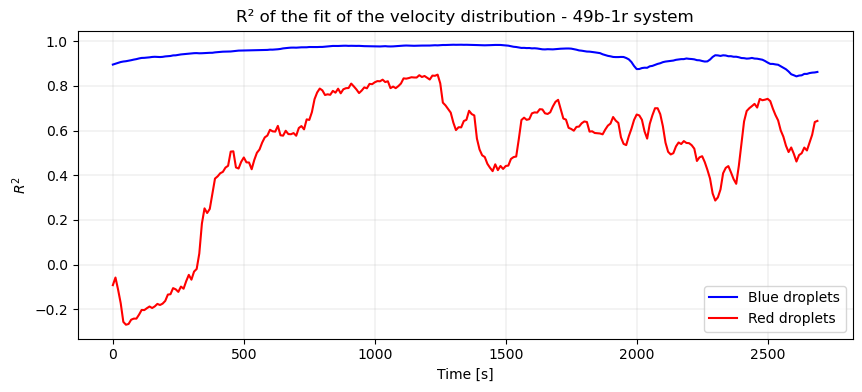 R² of the fit of the velocity distribution - 49b-1r system
1.0
0.8
0.6
0.4
0.2
0.0
−0.2
R²
0
500
1000
1500
2000
2500
Time [s]
Blue droplets
Red droplets